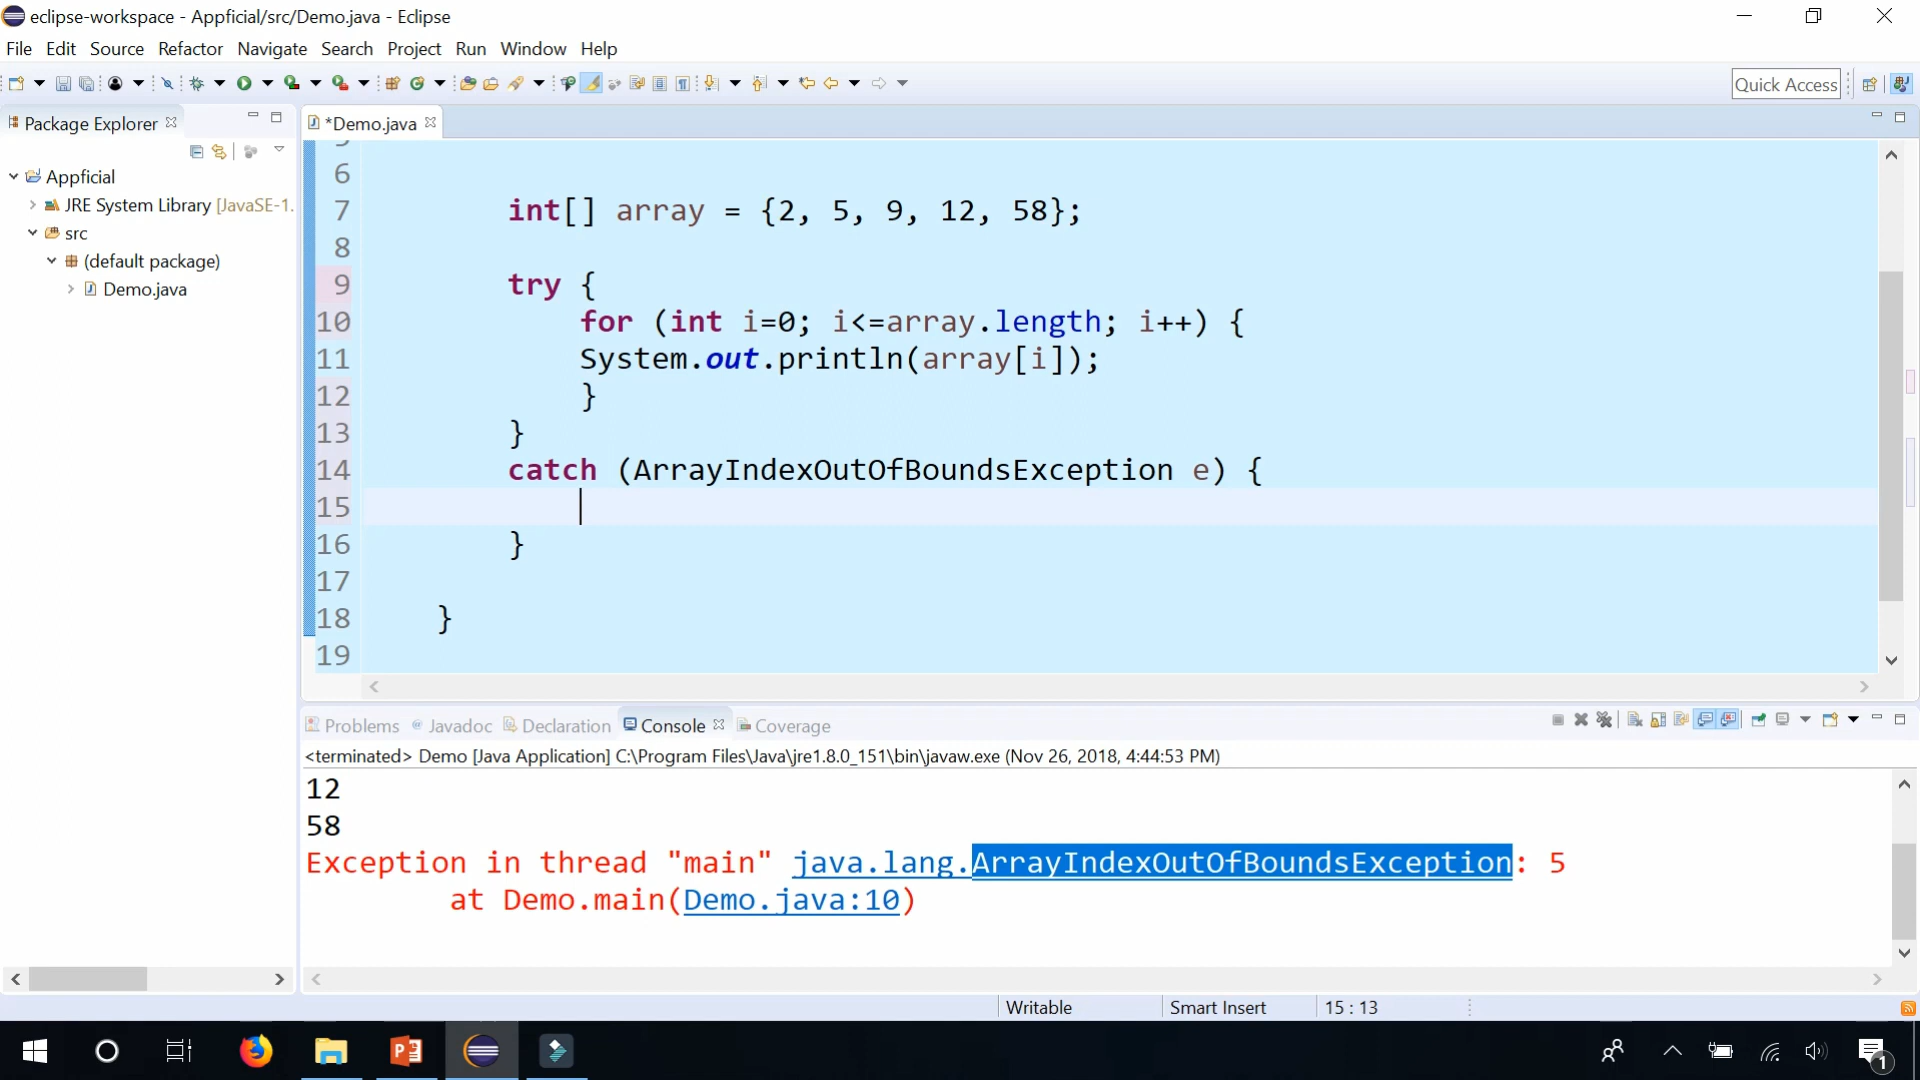 eclipse-workspace - Appficial/src/Demo.java - Eclipse
File Edit Source Refactor Navigate Search Project Run Window Help
Quick Access
Package Explorer
*Demo.java
Appficial
JRE System Library [JavaSE-1.
src
(default package)
Demo.java
6
7 int[] array = {2, 5, 9, 12, 58};
8
9 try {
10 for (int i=0; i<=array.length; i++) {
11 System.out.println(array[i]);
12 }
13 }
14 catch (ArrayIndexOutOfBoundsException e) {
15
16 }
17
18 }
19
Problems Javadoc Declaration Console Coverage
<terminated> Demo [Java Application] C:\Program Files\Java\jre1.8.0_151\bin\javaw.exe (Nov 26, 2018, 4:44:53 PM)
12
58
Exception in thread "main" java.lang.ArrayIndexOutOfBoundsException: 5
at Demo.main(Demo.java:10)
Writable Smart Insert 15 : 13
1